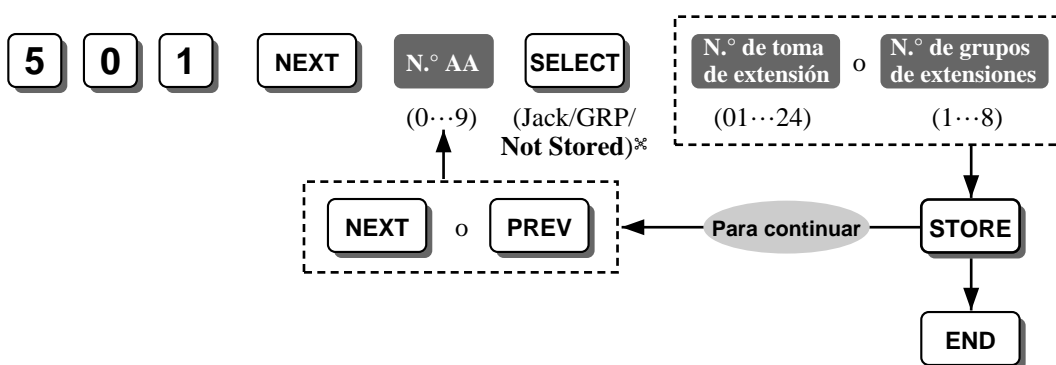 5 0 1 NEXT N.° AA SELECT N.° de toma de extensión o N.° de grupos de extensiones
(0···9) (Jack/GRP/ Not Stored)※ (01···24) (1···8)
NEXT o PREV Para continuar STORE
END